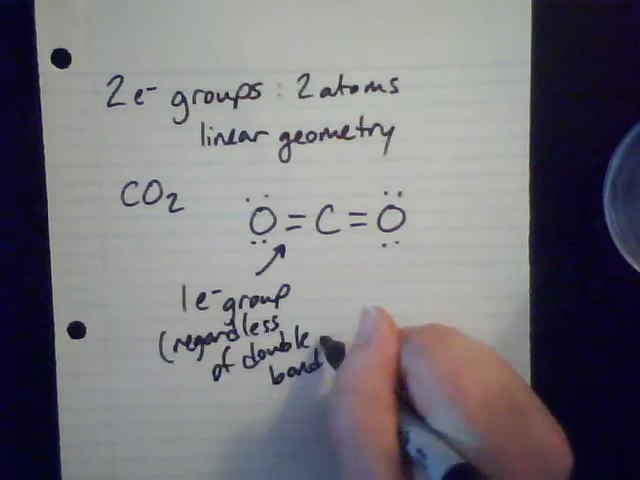 2e⁻ groups : 2 atoms
linear geometry
CO₂
Ö = C = Ö
1 e⁻ group
(regardless
of double
bond